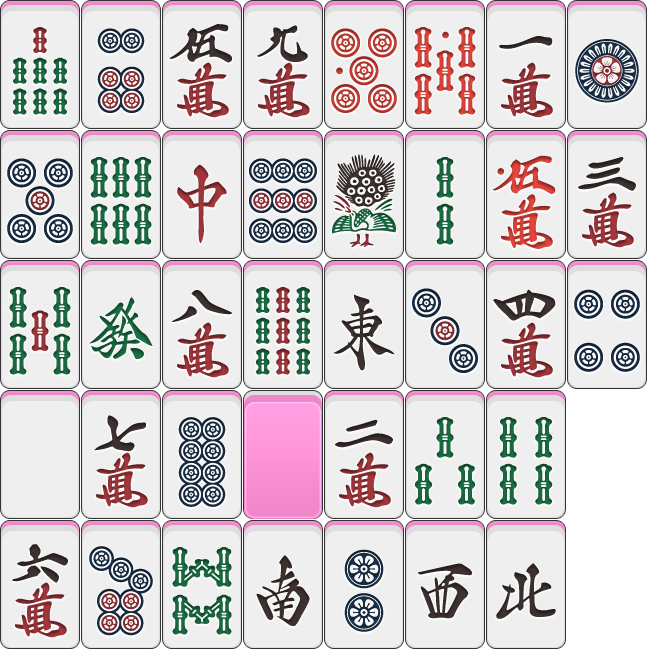 伍萬 九萬 一萬
中 伍萬 三萬
發 八萬 東 四萬
七萬 二萬
六萬 南 西 北